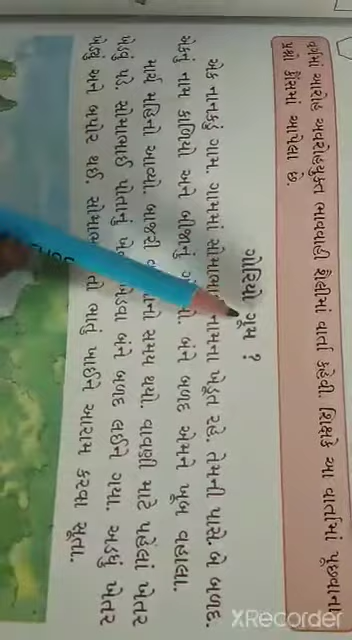 વર્ગમાં આરોહ અવરોહયુક્ત ભાવવાહી શૈલીમાં વાર્તા કહેવી. શિક્ષકે આ વાર્તામાં પૂછવાના
પ્રશ્નો કૌંસમાં આપેલા છે.
ગોરિયો ગૂમ ?
એક નાનકડું ગામ. ગામમાં સોમાભાઈ નામના ખેડૂત રહે. તેમની પાસે બે બળદ.
એકનું નામ કાળિયો અને બીજાનું બંને બળદ એમને ખૂબ વહાલા.
માર્ચ મહિનો આવ્યો. બાજરી સમય થયો. વાવણી માટે પહેલાં ખેતર
ખેડવું પડે. સોમાભાઈ પોતાનું ખેડવા બંને બળદ લઈને ગયા. અડધું ખેતર
ખેડ્યું અને બપોર થઈ. ભાતું ખાઈને આરામ કરવા સૂતા.
XRecorder